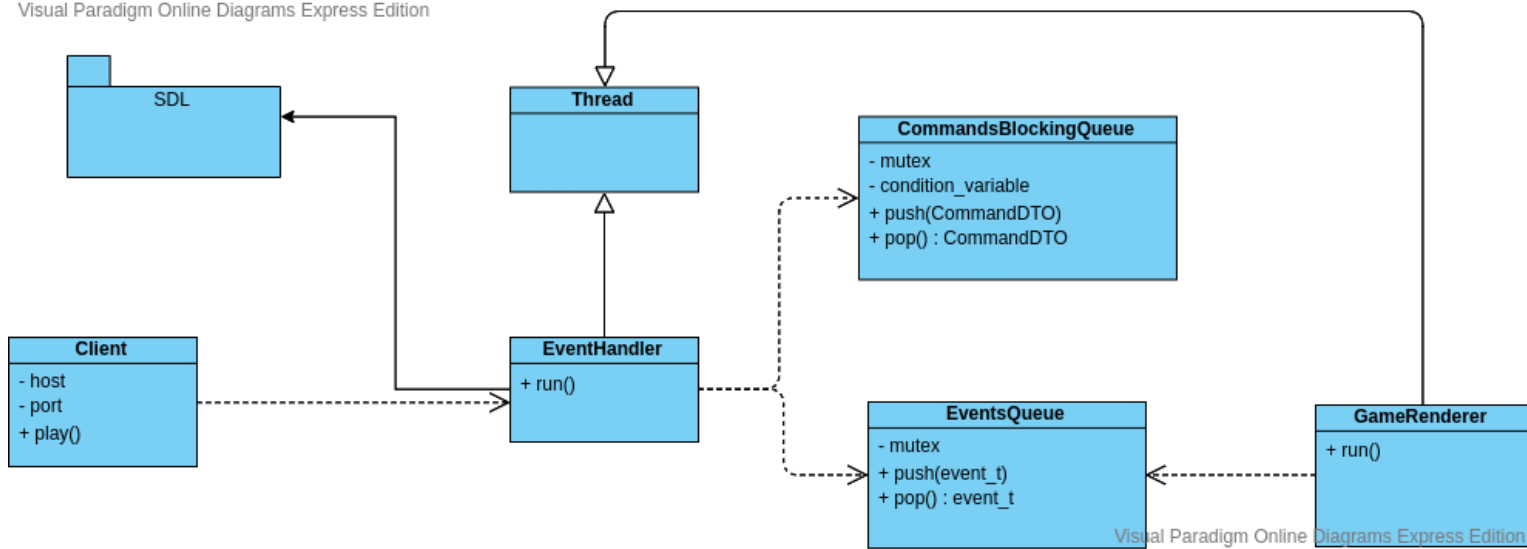 Visual Paradigm Online Diagrams Express Edition
SDL
Thread
CommandsBlockingQueue
- mutex
- condition_variable
+ push(CommandDTO)
+ pop() : CommandDTO
Client
- host
- port
+ play()
EventHandler
+ run()
EventsQueue
- mutex
+ push(event_t)
+ pop() : event_t
GameRenderer
+ run()
Visual Paradigm Online Diagrams Express Edition